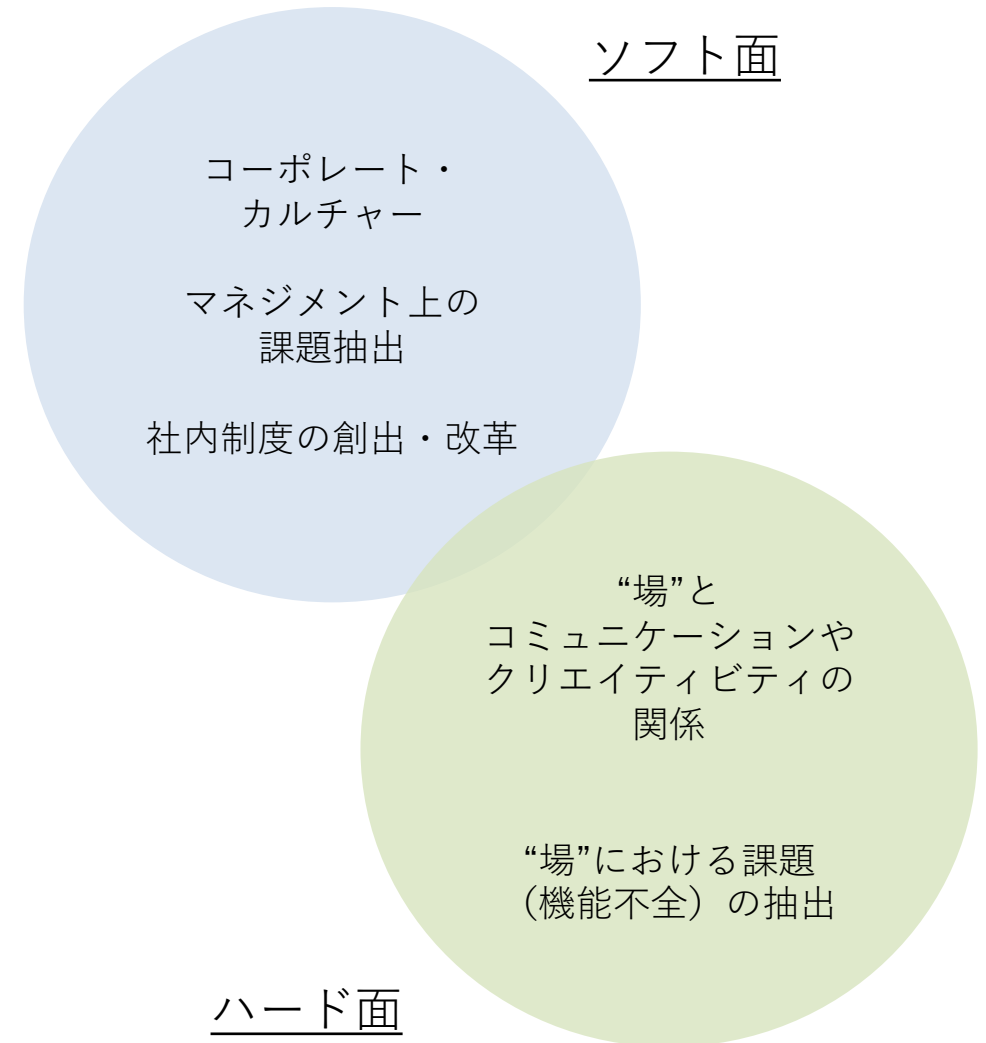 ソフト面
コーポレート・
カルチャー
マネジメント上の
課題抽出
社内制度の創出・改革
“場”と
コミュニケーションや
クリエイティビティの
関係
“場”における課題
（機能不全）の抽出
ハード面